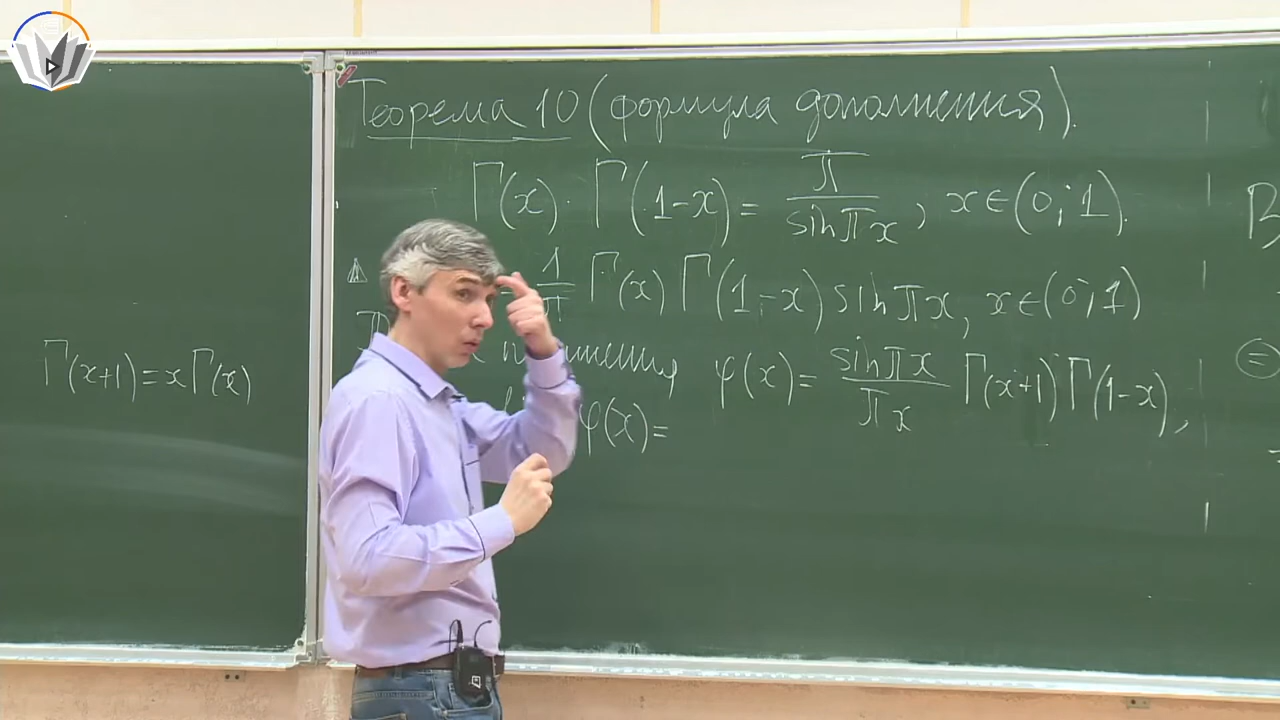 Γ(x+1)=xΓ(x)
Теорема 10 (формула дополнения).
Γ(x)·Γ(1-x)= π/sin πx, x∈(0;1).
= 1/π Γ(x) Γ(1-x) sin πx, x∈(0;1)
φ(x)= sin πx/πx Γ(x+1)Γ(1-x),
φ(x)=